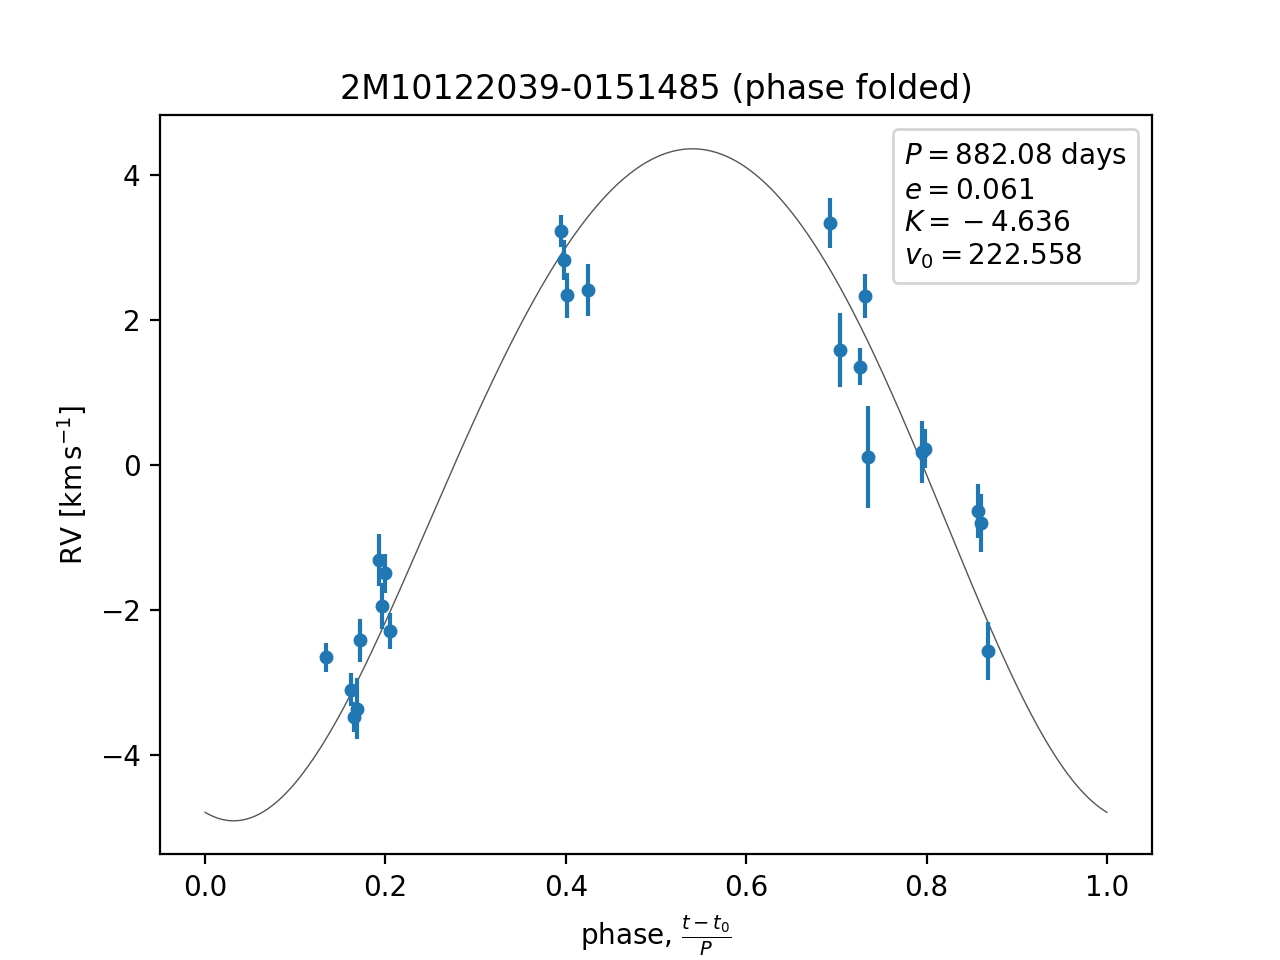 2M10122039-0151485 (phase folded)
P = 882.08 days
e = 0.061
K = −4.636
v₀ = 222.558
4
2
0
−2
−4
RV [km s⁻¹]
0.0 0.2 0.4 0.6 0.8 1.0
phase, (t − t₀)/P